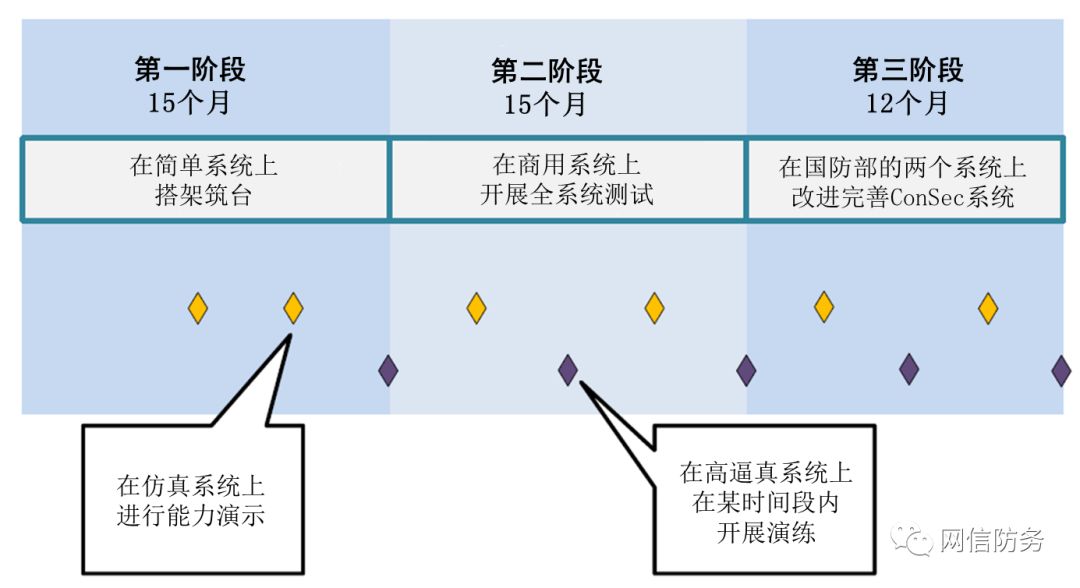 第一阶段
15个月
第二阶段
15个月
第三阶段
12个月
在简单系统上
搭架筑台
在商用系统上
开展全系统测试
在国防部的两个系统上
改进完善ConSec系统
在仿真系统上
进行能力演示
在高逼真系统上
在某时间段内
开展演练
网信防务